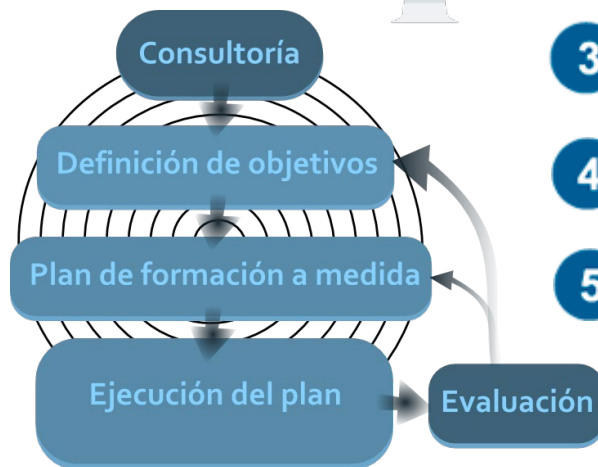 Consultoría
3
Definición de objetivos
4
Plan de formación a medida
5
Ejecución del plan
Evaluación